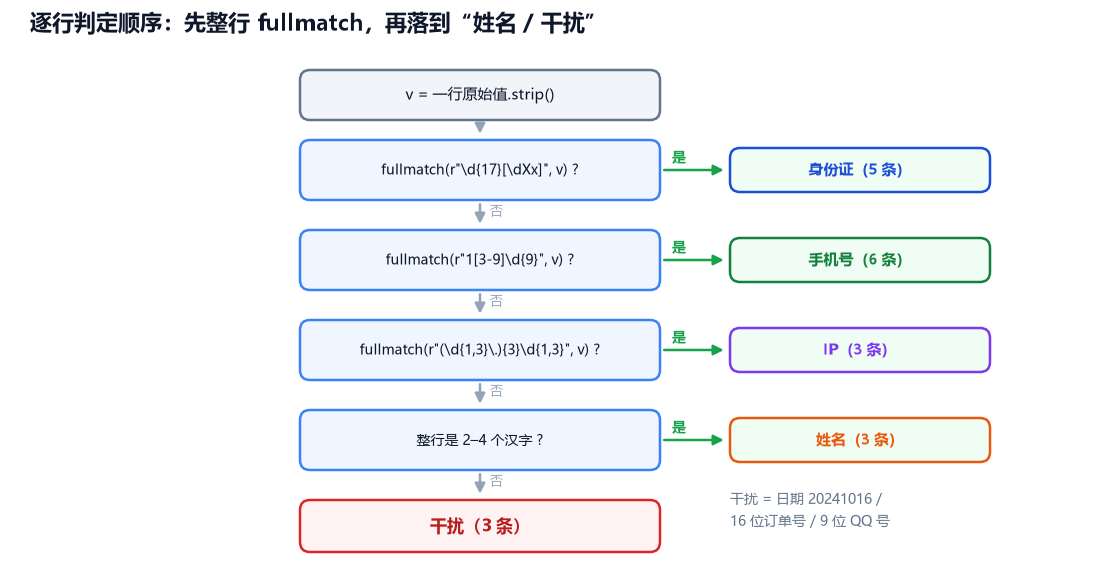 逐行判定顺序：先整行 fullmatch，再落到“姓名 / 干扰”
v = 一行原始值.strip()
fullmatch(r"\d{17}[\dXx]", v) ?
是
身份证（5 条）
否
fullmatch(r"1[3-9]\d{9}", v) ?
是
手机号（6 条）
否
fullmatch(r"(\d{1,3}\.){3}\d{1,3}", v) ?
是
IP（3 条）
否
整行是 2–4 个汉字 ?
是
姓名（3 条）
否
干扰（3 条）
干扰 = 日期 20241016 /
16 位订单号 / 9 位 QQ 号